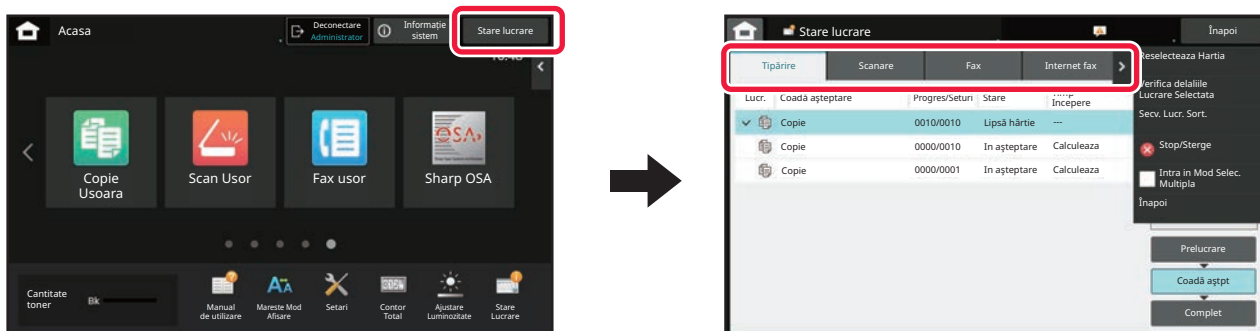 Acasa
Deconectare
Administrator
Informație
sistem
Stare lucrare
Copie
Usoara
Scan Usor
Fax usor
OSA
Sharp OSA
Cantitate
toner
Bk
Manual
de utilizare
AA
Mareste Mod
Afisare
Setari
Contor
Total
Ajustare
Luminozitate
Stare
Lucrare
Stare lucrare
Înapoi
Tipărire
Scanare
Fax
Internet fax
Reselecteaza Hartia
Verifica delaliile
Lucrare Selectata
Secv. Lucr. Sort.
Stop/Sterge
Intra in Mod Selec.
Multipla
Înapoi
Lucr. Coadă aşteptare Progres/Seturi Stare
Incepere
Copie 0010/0010 Lipsă hârtie ---
Copie 0000/0010 In aşteptare Calculeaza
Copie 0000/0001 In aşteptare Calculeaza
Prelucrare
Coadă aştpt
Complet